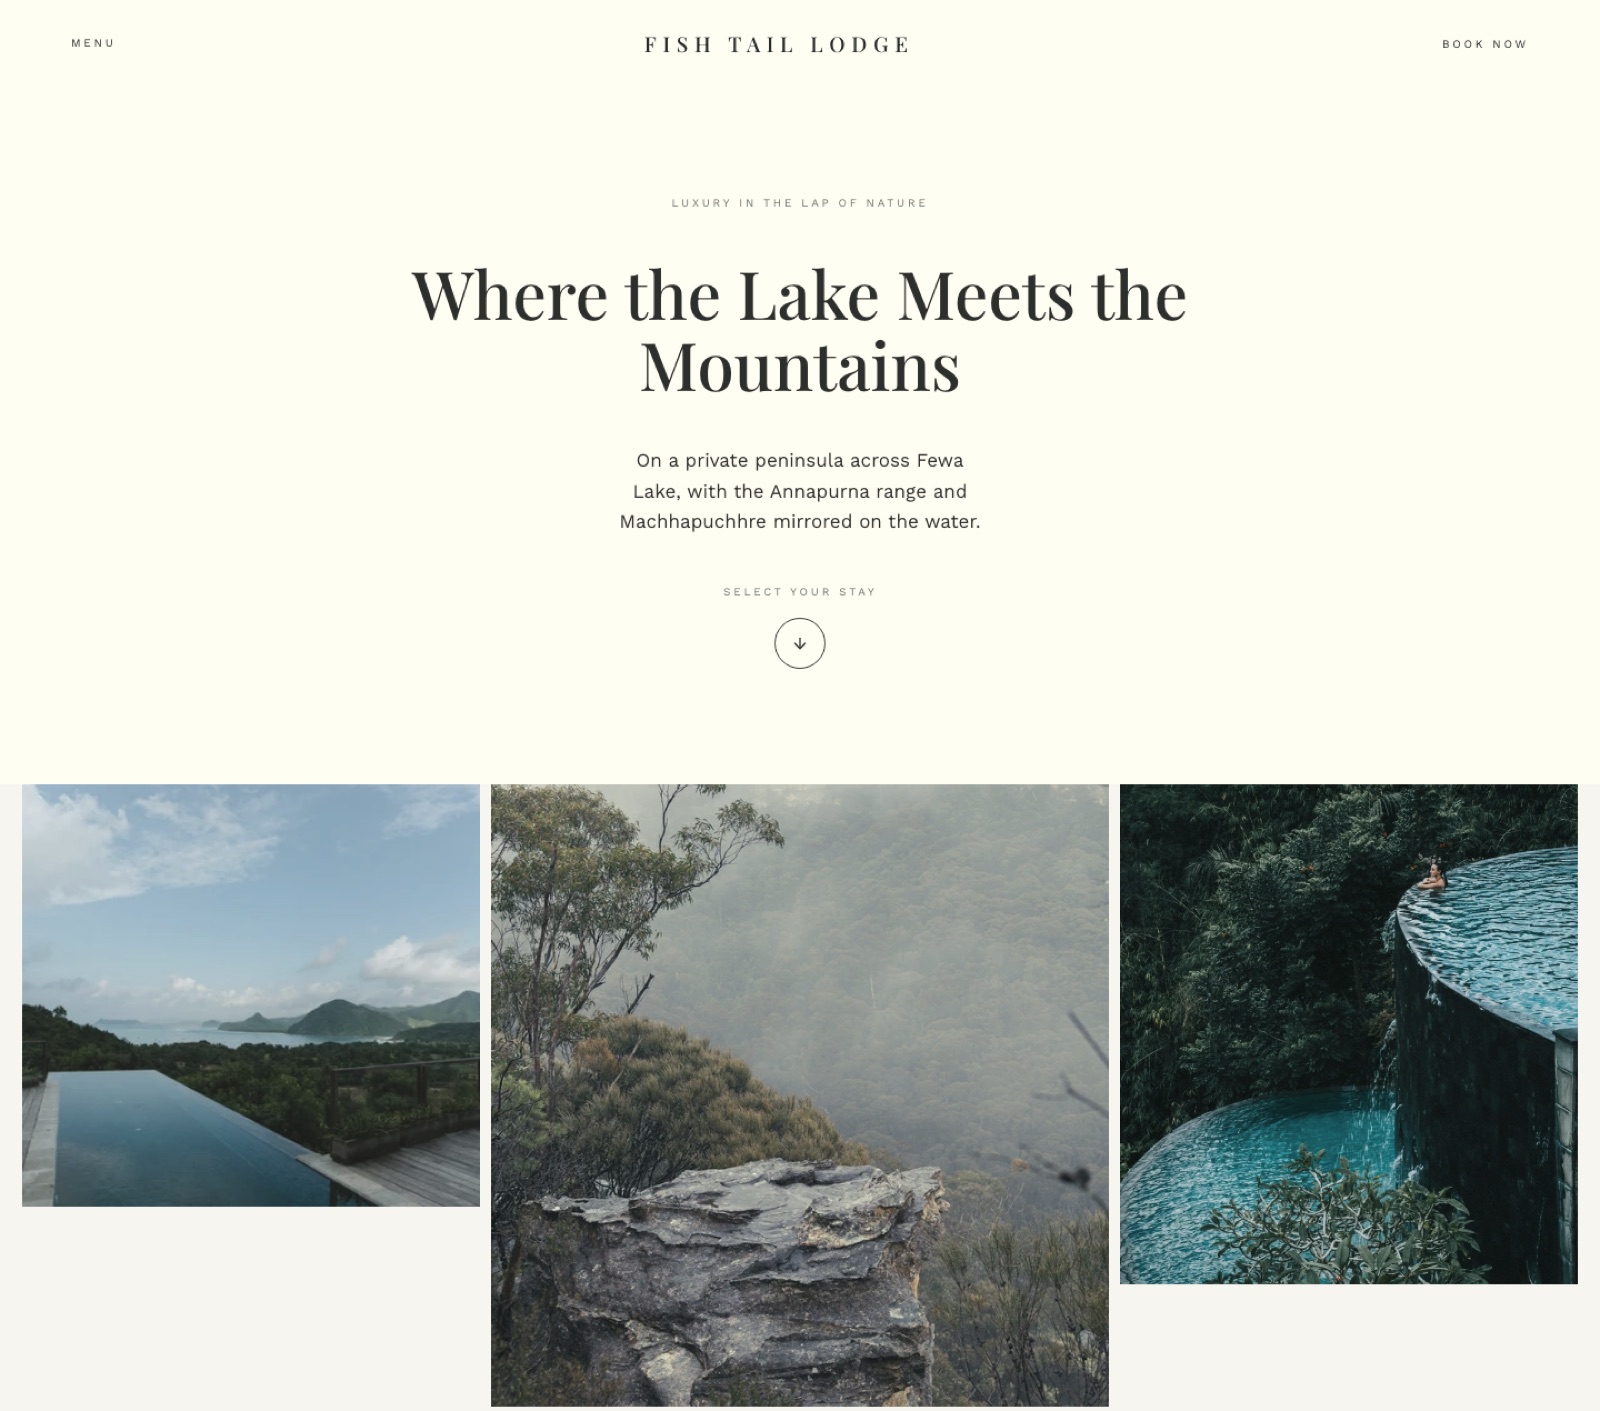 MENU
FISH TAIL LODGE
BOOK NOW
LUXURY IN THE LAP OF NATURE
Where the Lake Meets the
Mountains
On a private peninsula across Fewa
Lake, with the Annapurna range and
Machhapuchhre mirrored on the water.
SELECT YOUR STAY